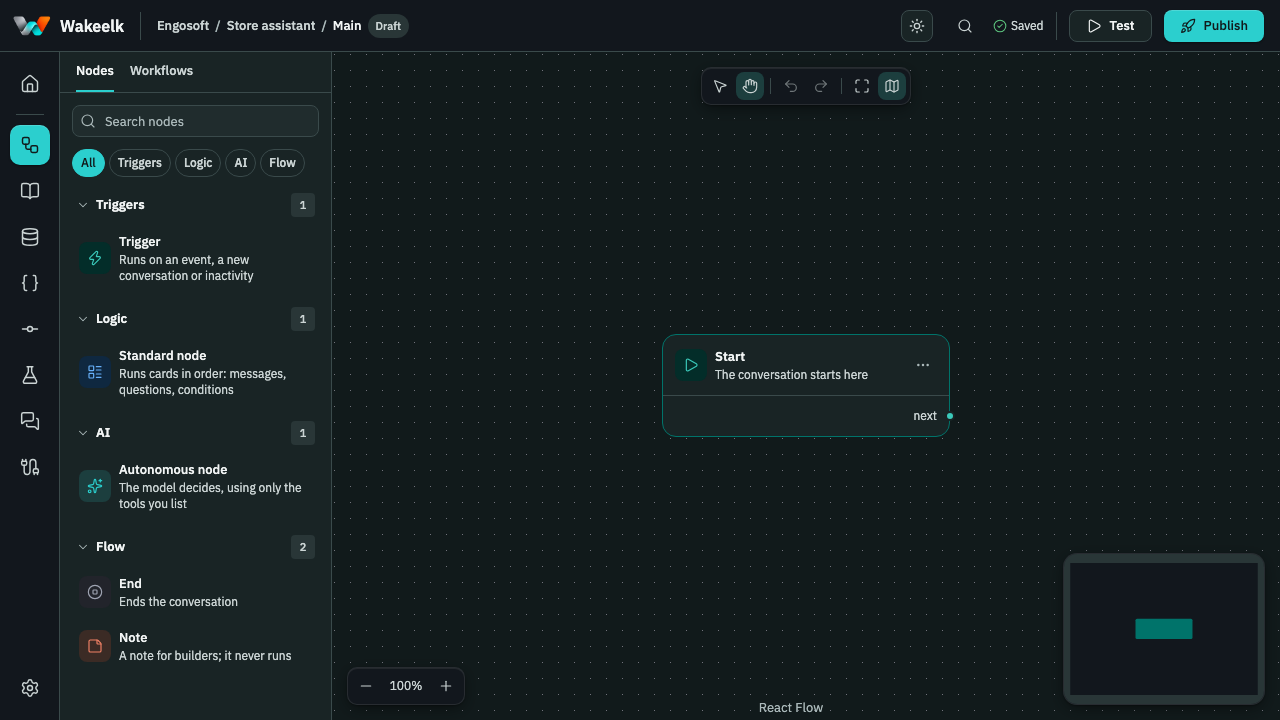 Wakeelk
Engosoft / Store assistant / Main Draft
Saved
Test
Publish
Nodes
Workflows
Search nodes
All
Triggers
Logic
AI
Flow
Triggers
1
Trigger
Runs on an event, a new
conversation or inactivity
Logic
1
Standard node
Runs cards in order: messages,
questions, conditions
AI
1
Autonomous node
The model decides, using only the
tools you list
Flow
2
End
Ends the conversation
Note
A note for builders; it never runs
Start
The conversation starts here
next
100%
React Flow